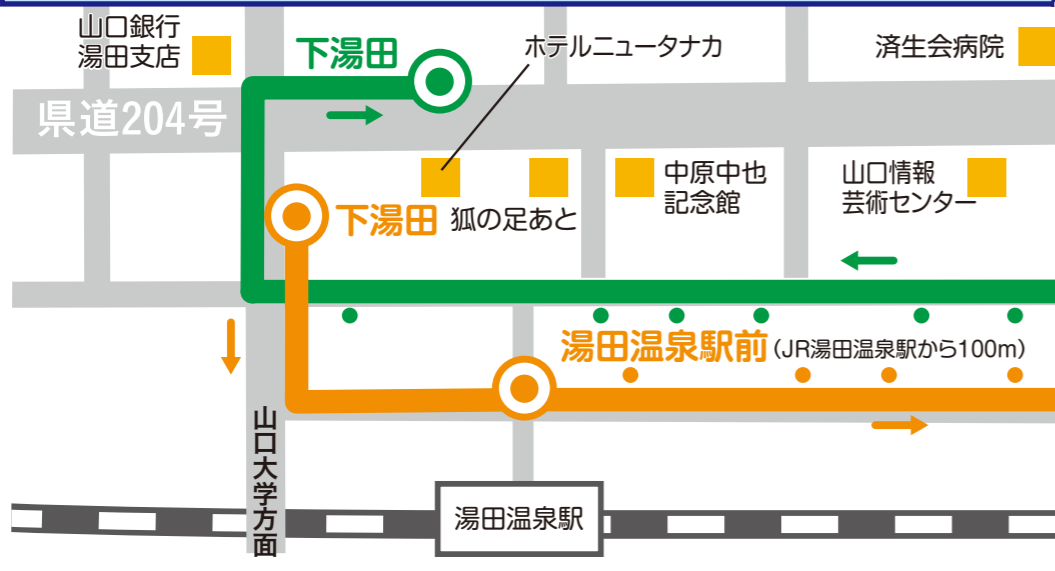 山口銀行
湯田支店
下湯田
ホテルニュータナカ
済生会病院
県道204号
中原中也
記念館
山口情報
芸術センター
下湯田
狐の足あと
湯田温泉駅前(JR湯田温泉駅から100m)
山口大学方面
湯田温泉駅